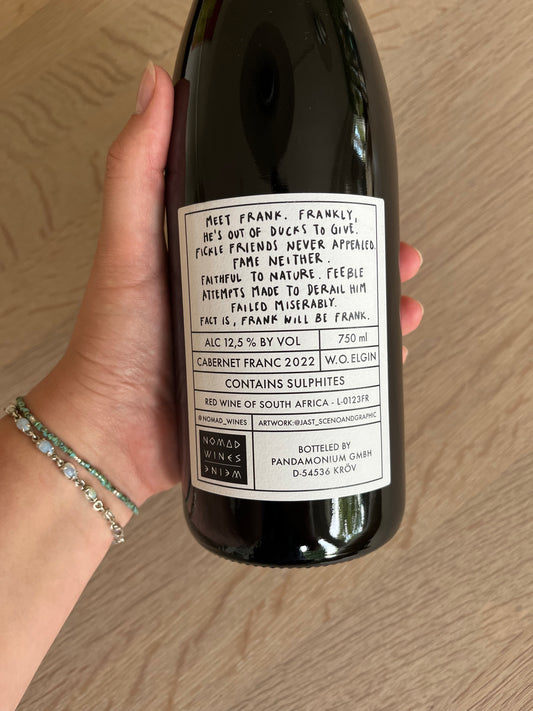 MEET FRANK. FRANKLY,
HE'S OUT OF DUCKS TO GIVE.
FICKLE FRIENDS NEVER APPEALED.
FAME NEITHER.
FAITHFUL TO NATURE. FEEBLE
ATTEMPTS MADE TO DERAIL HIM
FAILED MISERABLY.
FACT IS, FRANK WILL BE FRANK.
ALC 12,5 % BY VOL
750 ml
CABERNET FRANC 2022
W.O. ELGIN
CONTAINS SULPHITES
RED WINE OF SOUTH AFRICA - L-0123FR
@NOMAD_WINES
ARTWORK:@JAST_SCENOANDGRAPHIC
NOMAD
WINES
WEINE
BOTTELED BY
PANDAMONIUM GMBH
D-54536 KRÖV